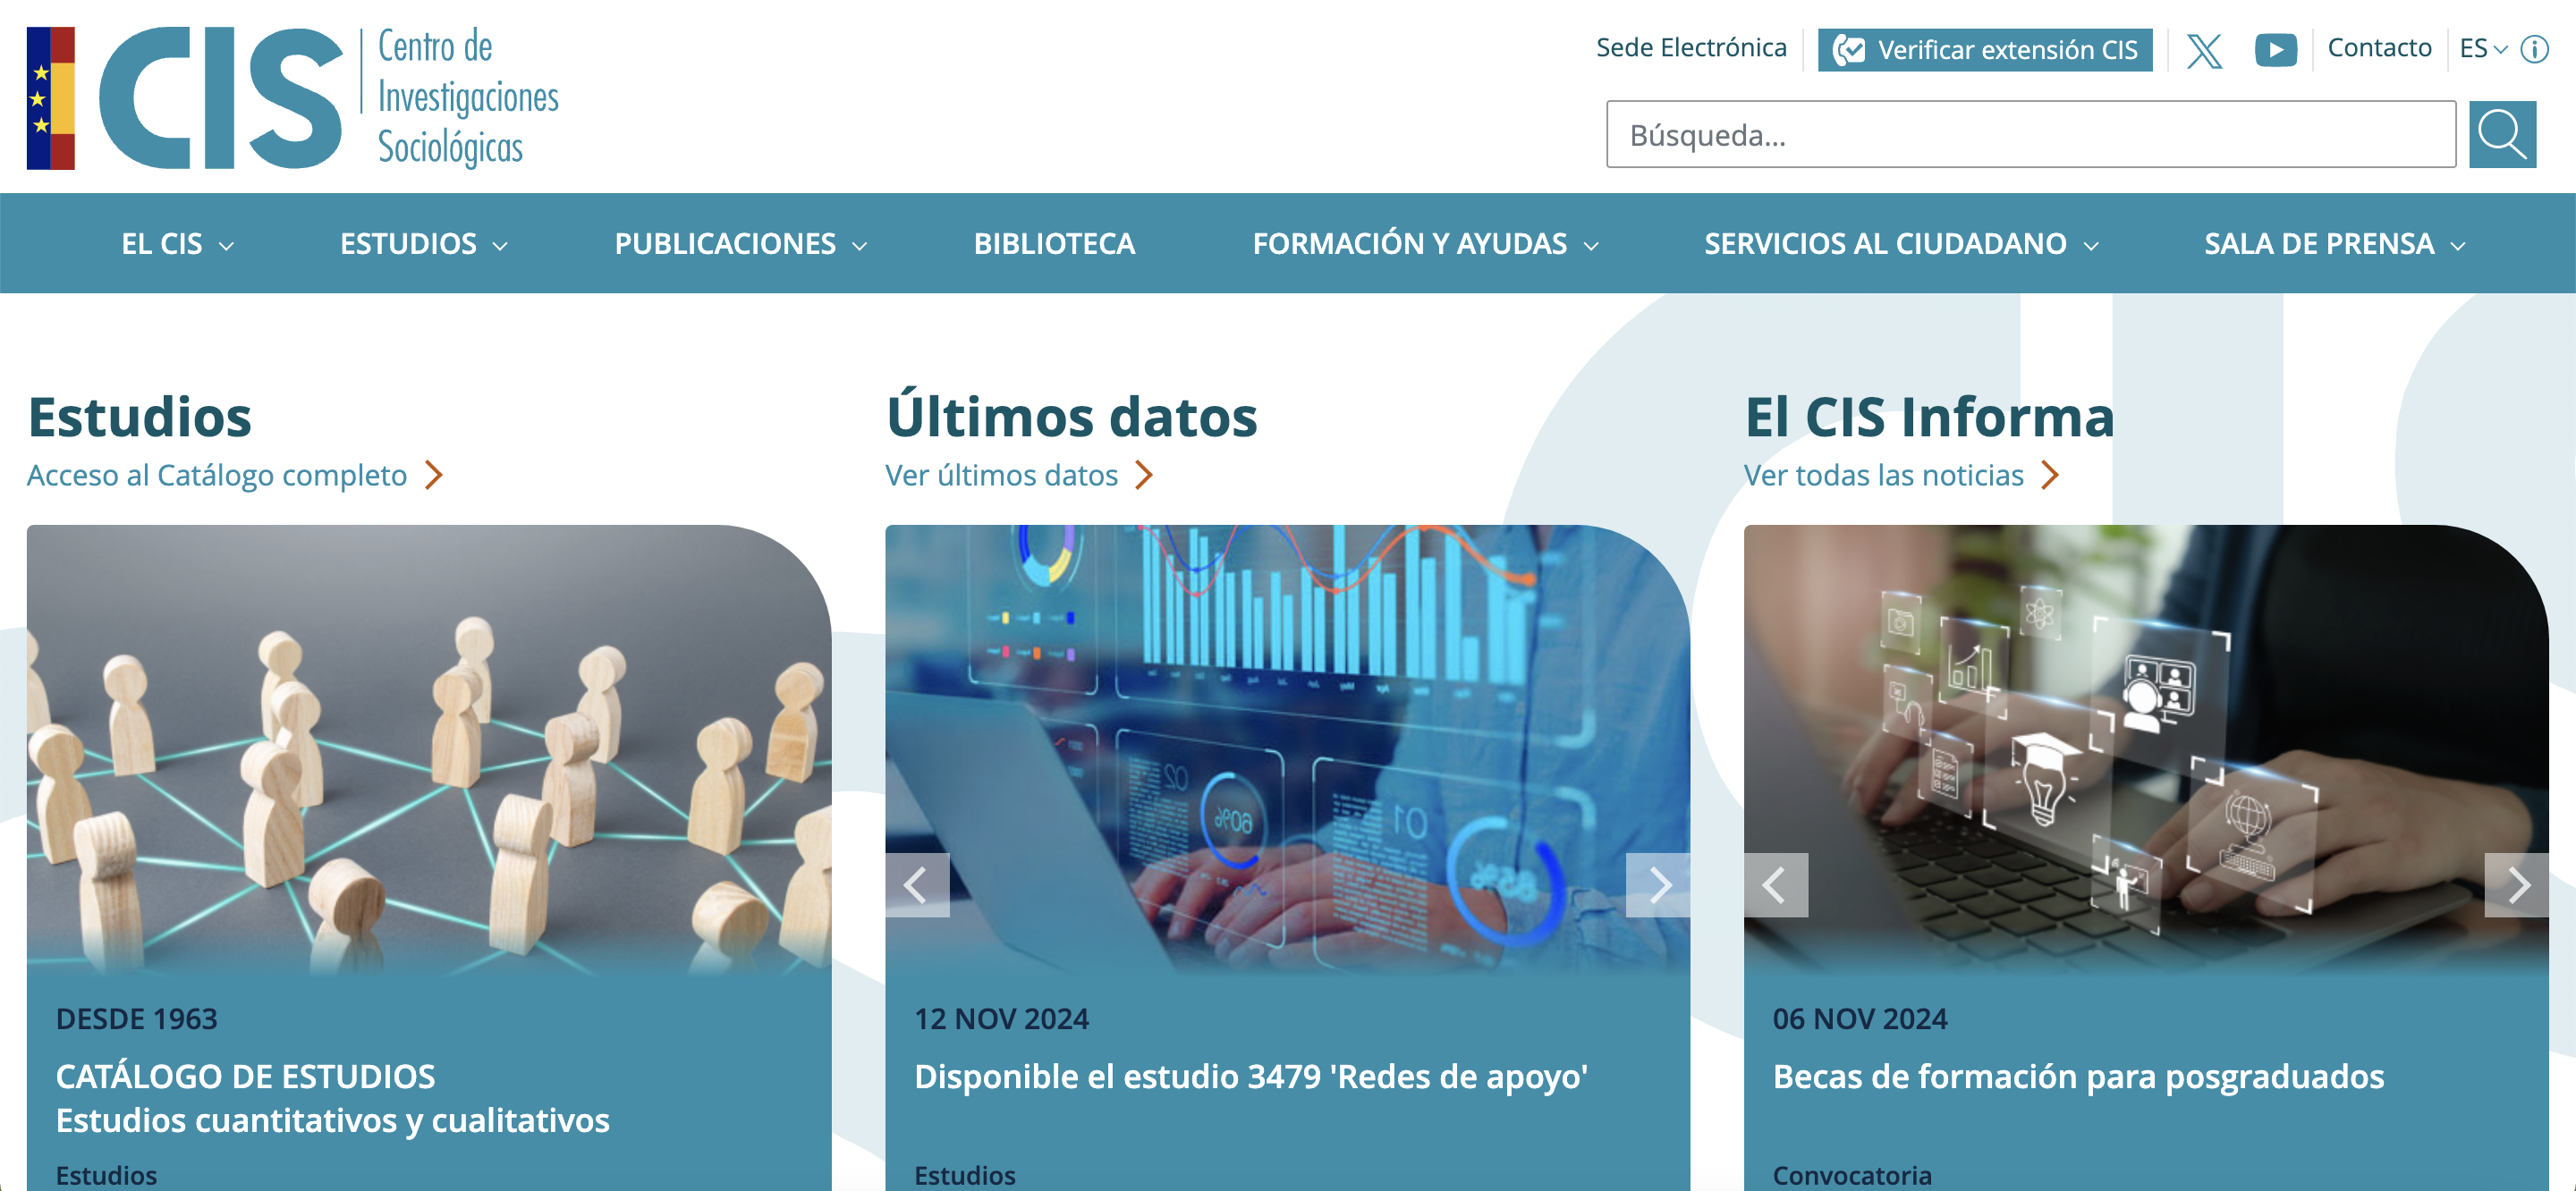 CIS
Centro de
Investigaciones
Sociológicas
Sede Electrónica
Verificar extensión CIS
Contacto
ES
Búsqueda...
EL CIS
ESTUDIOS
PUBLICACIONES
BIBLIOTECA
FORMACIÓN Y AYUDAS
SERVICIOS AL CIUDADANO
SALA DE PRENSA
Estudios
Acceso al Catálogo completo
DESDE 1963
CATÁLOGO DE ESTUDIOS
Estudios cuantitativos y cualitativos
Estudios
Últimos datos
Ver últimos datos
02
60%
01
12 NOV 2024
Disponible el estudio 3479 'Redes de apoyo'
Estudios
El CIS Informa
Ver todas las noticias
06 NOV 2024
Becas de formación para posgraduados
Convocatoria